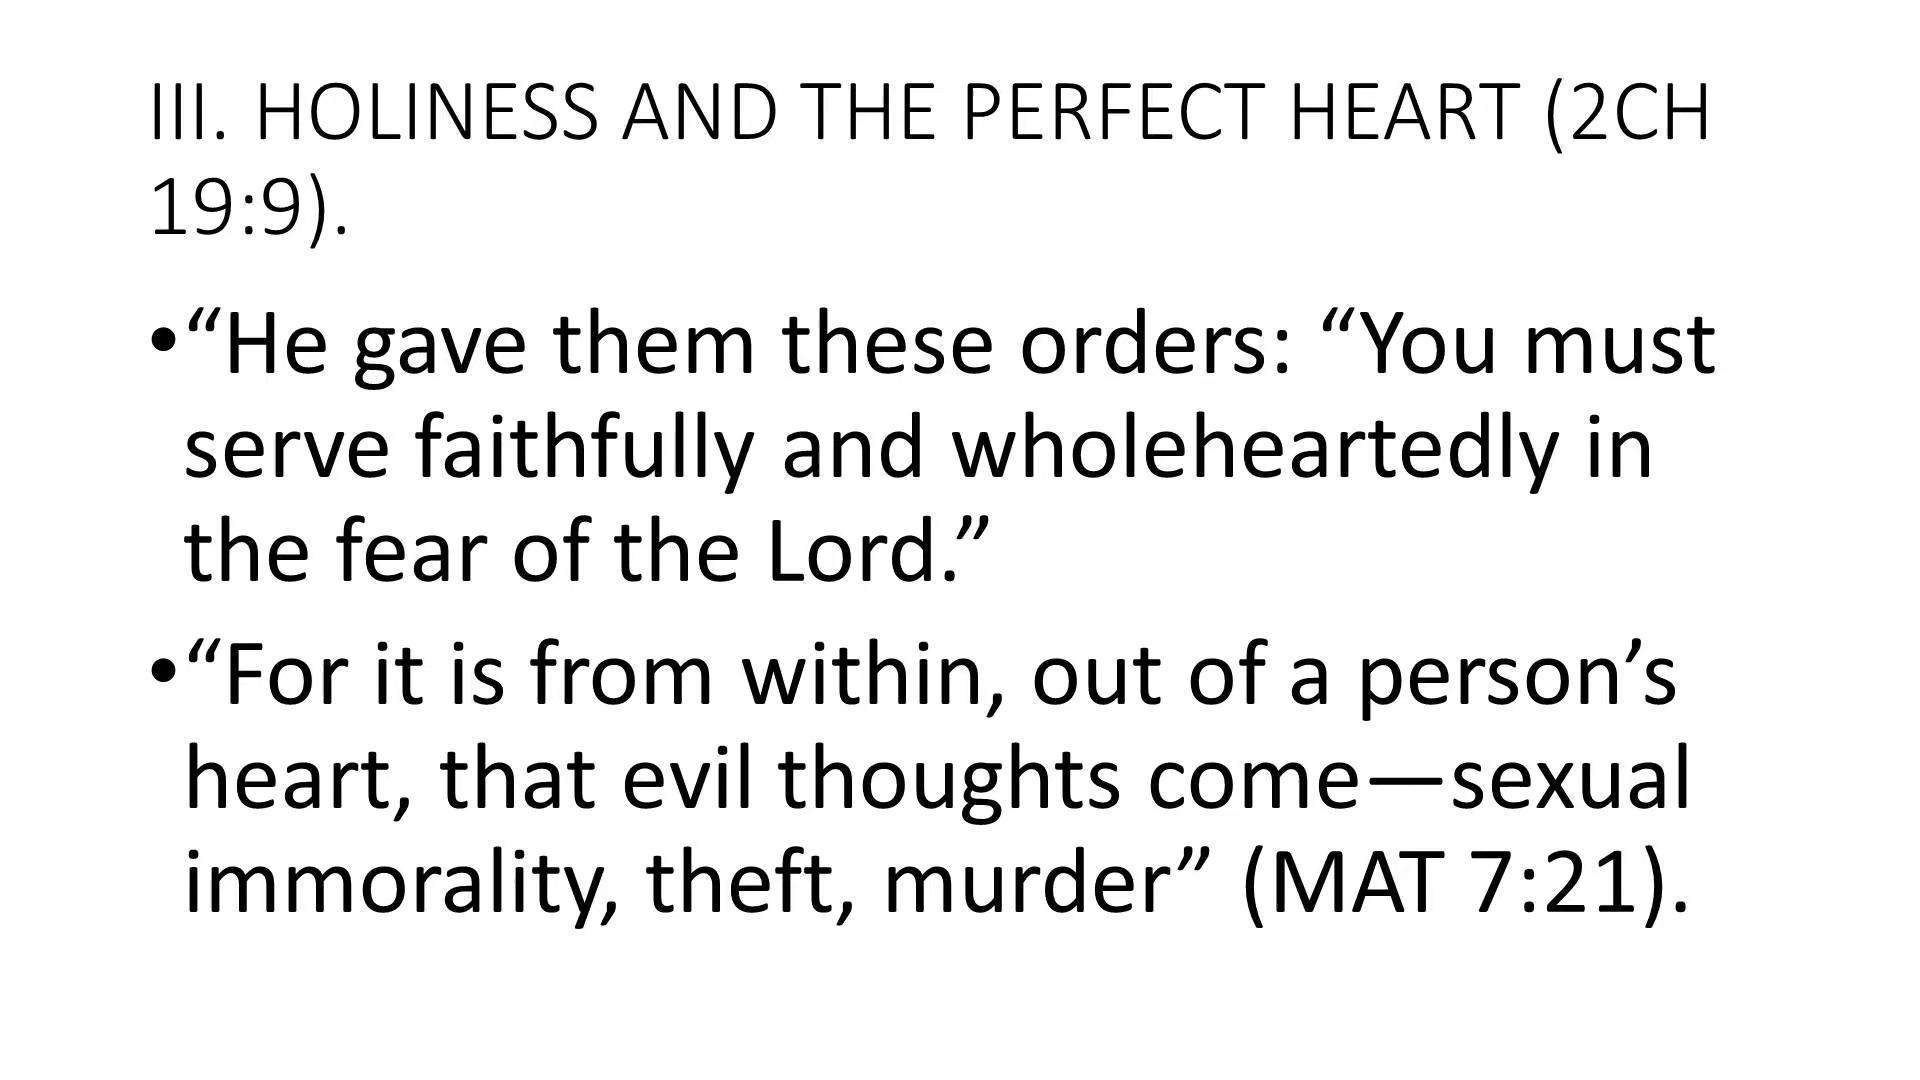 III. HOLINESS AND THE PERFECT HEART (2CH
19:9).
•“He gave them these orders: “You must
serve faithfully and wholeheartedly in
the fear of the Lord.”
•“For it is from within, out of a person’s
heart, that evil thoughts come—sexual
immorality, theft, murder” (MAT 7:21).